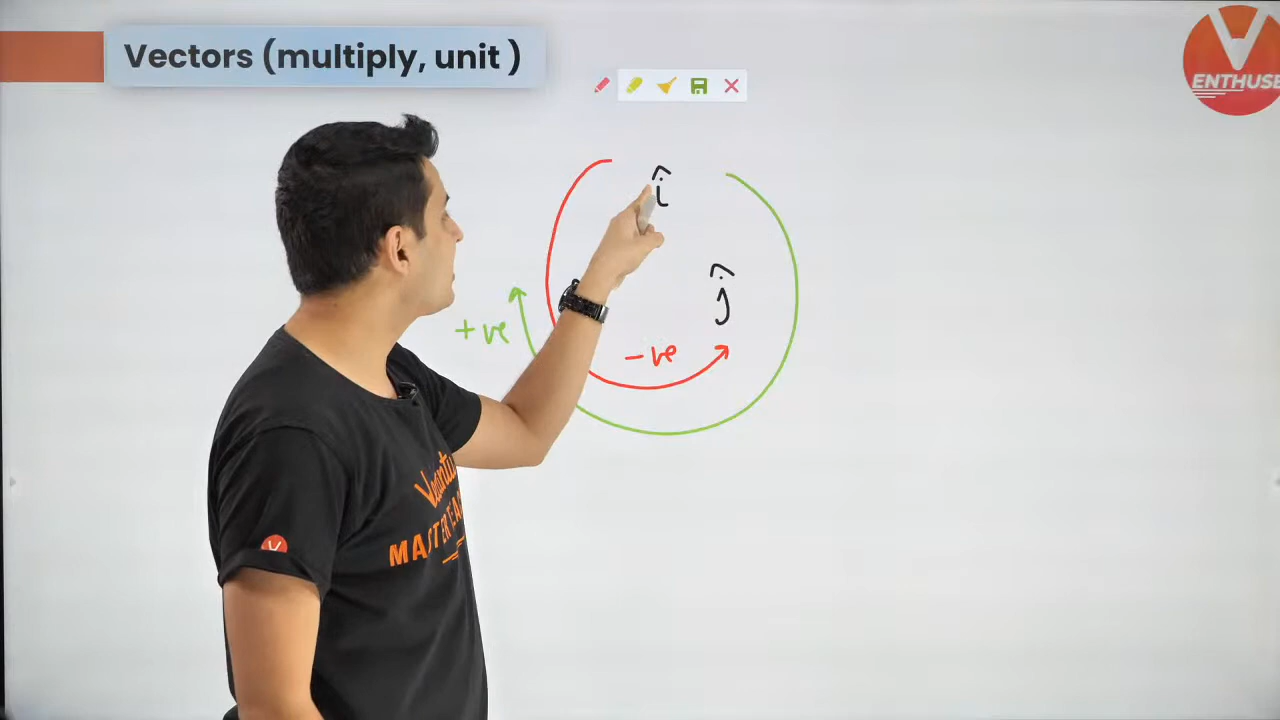 Vectors (multiply, unit )
ENTHUSE
î
ĵ
+ve
-ve
V